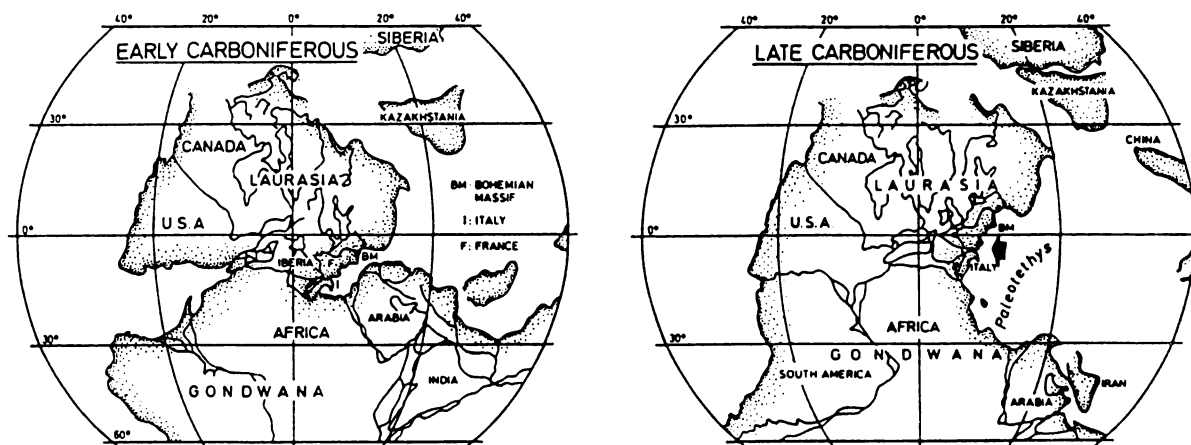 40° 20° 0° 20° 40°
SIBERIA
EARLY CARBONIFEROUS
KAZAKHSTANIA
30°
CANADA
LAURASIA
BM - BOHEMIAN
MASSIF
U.S.A
I : ITALY
0°
F : FRANCE
IBERIA F BM
I
ARABIA
AFRICA
30°
INDIA
GONDWANA
60°
40° 20° 0° 20° 40°
SIBERIA
LATE CARBONIFEROUS
KAZAKHSTANIA
30°
CHINA
CANADA
LAURASIA
U.S.A
BM
0°
ITALY
Paleotethys
AFRICA
30°
GONDWANA
SOUTH AMERICA
IRAN
ARABIA
60°